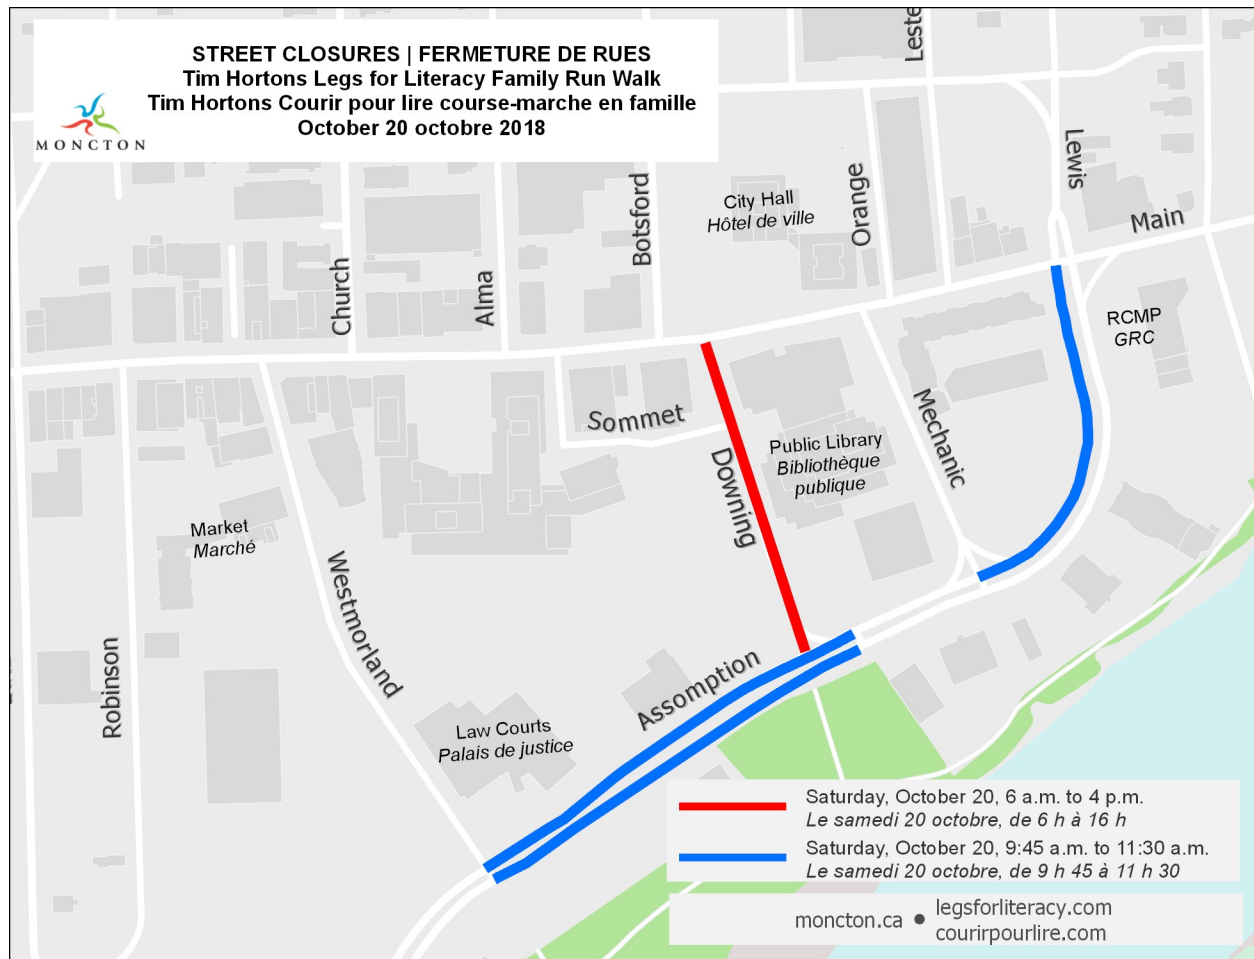 STREET CLOSURES | FERMETURE DE RUES
Tim Hortons Legs for Literacy Family Run Walk
Tim Hortons Courir pour lire course-marche en famille
October 20 octobre 2018
MONCTON
Lewis
Main
Botsford
City Hall
Hôtel de ville
Orange
Church
Alma
RCMP
GRC
Sommet
Mechanic
Downing
Public Library
Bibliothèque
publique
Market
Marché
Westmorland
Robinson
Assomption
Law Courts
Palais de justice
Saturday, October 20, 6 a.m. to 4 p.m.
Le samedi 20 octobre, de 6 h à 16 h
Saturday, October 20, 9:45 a.m. to 11:30 a.m.
Le samedi 20 octobre, de 9 h 45 à 11 h 30
moncton.ca • legsforliteracy.com
courirpourlire.com